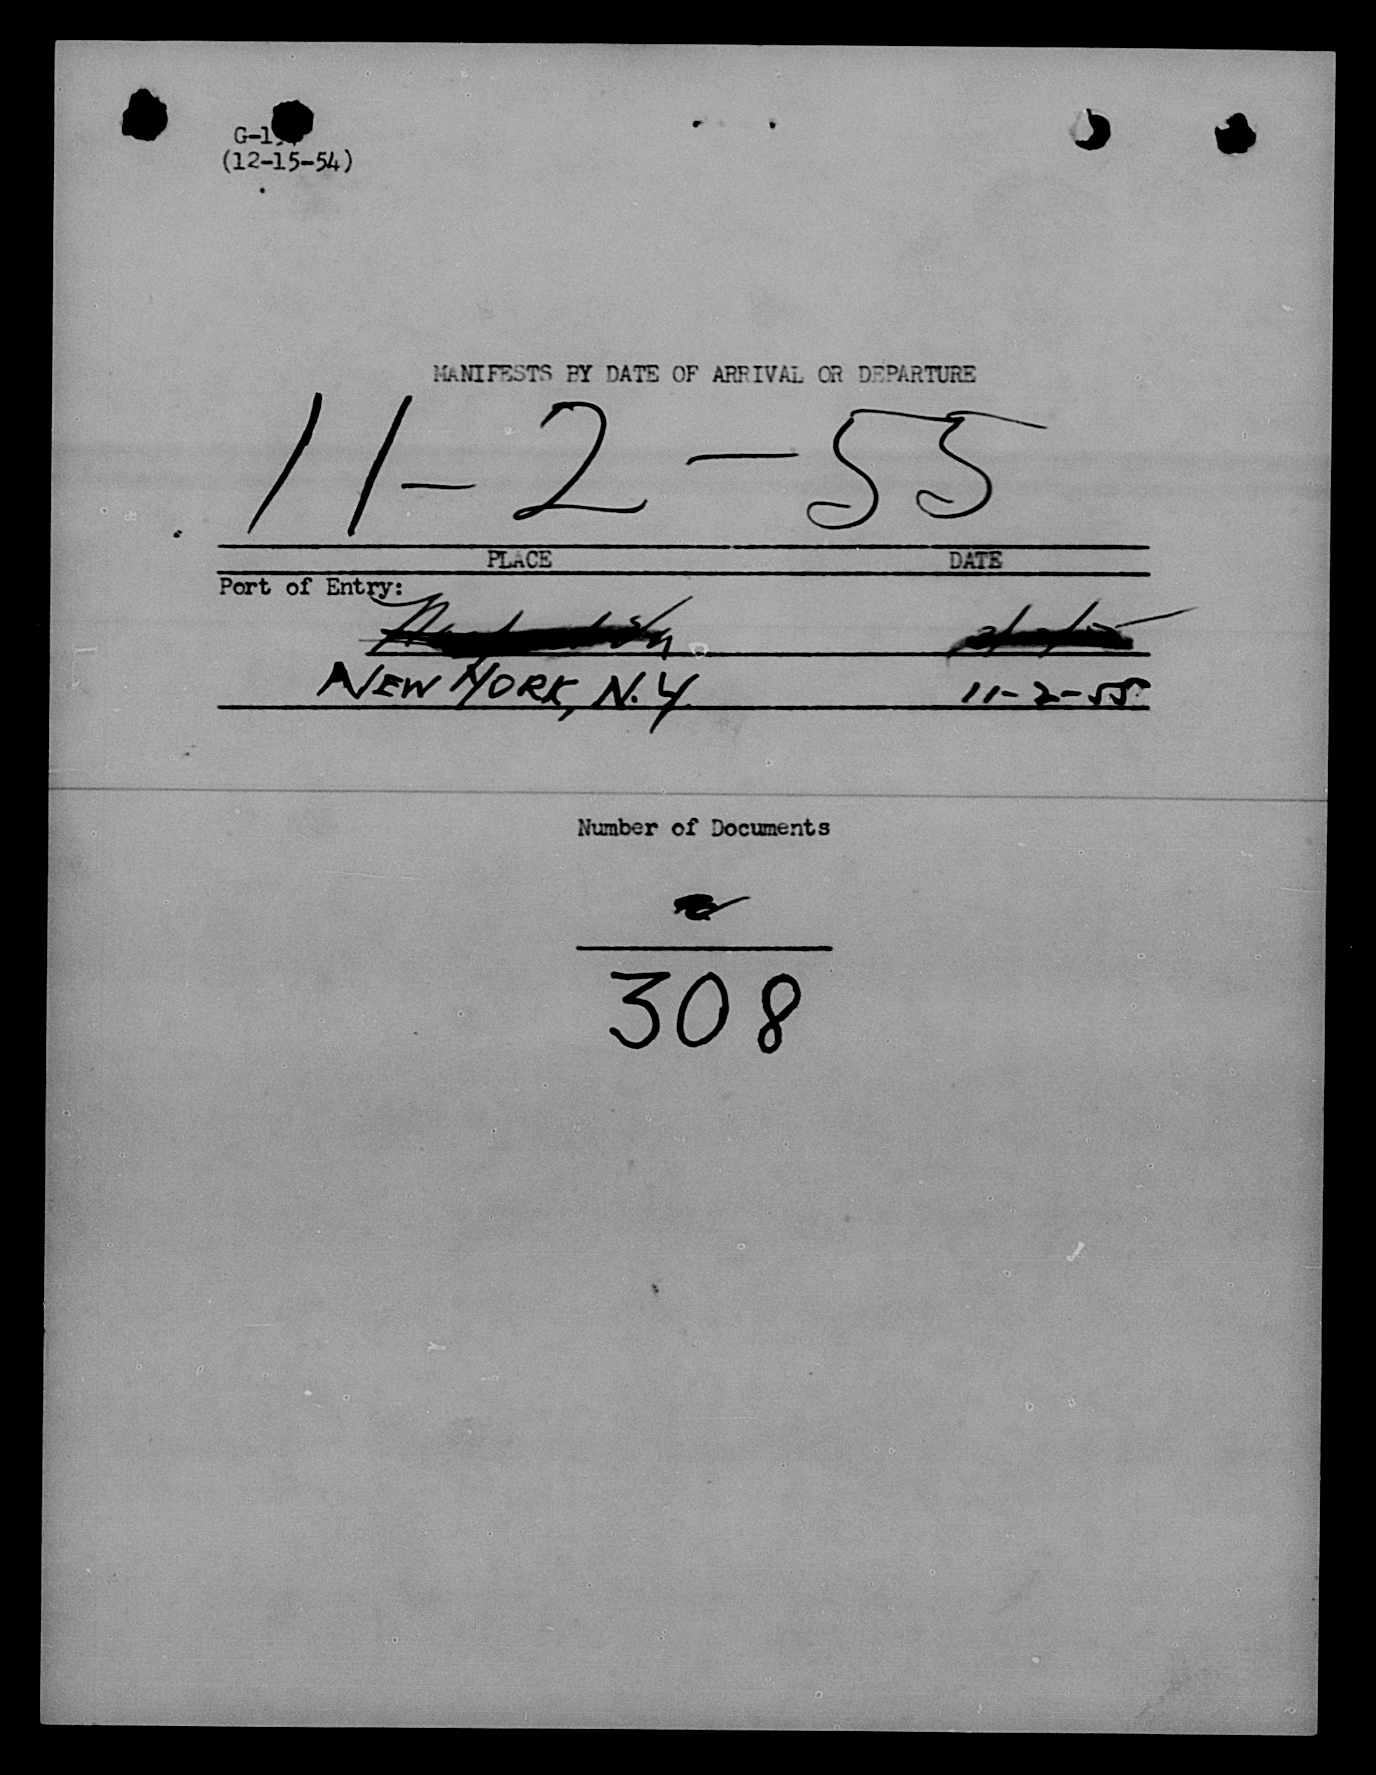 (12-15-54)
MANIFESTS BY DATE OF ARRIVAL OR DEPARTURE
11-2-55
PLACE DATE
Port of Entry:
NEW YORK, N.Y. 11-2-55
Number of Documents
308